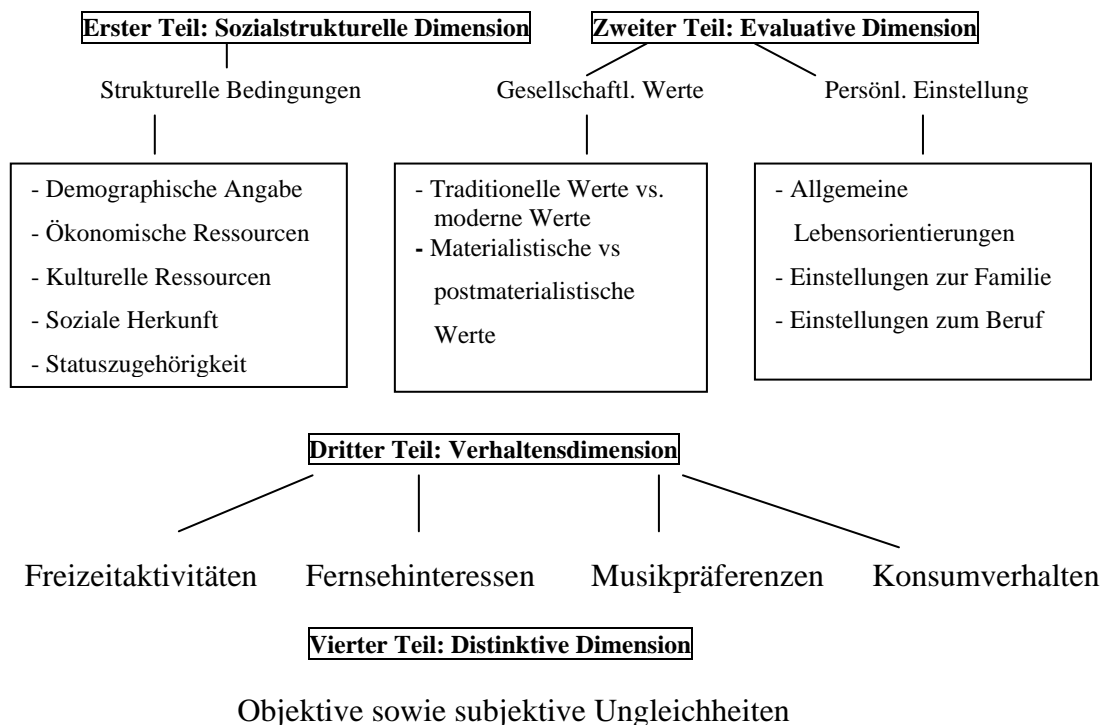 Erster Teil: Sozialstrukturelle Dimension
Zweiter Teil: Evaluative Dimension
Strukturelle Bedingungen
Gesellschaftl. Werte
Persönl. Einstellung
- Demographische Angabe
- Ökonomische Ressourcen
- Kulturelle Ressourcen
- Soziale Herkunft
- Statuszugehörigkeit
- Traditionelle Werte vs.
moderne Werte
- Materialistische vs
postmaterialistische
Werte
- Allgemeine
Lebensorientierungen
- Einstellungen zur Familie
- Einstellungen zum Beruf
Dritter Teil: Verhaltensdimension
Freizeitaktivitäten
Fernsehinteressen
Musikpräferenzen
Konsumverhalten
Vierter Teil: Distinktive Dimension
Objektive sowie subjektive Ungleichheiten